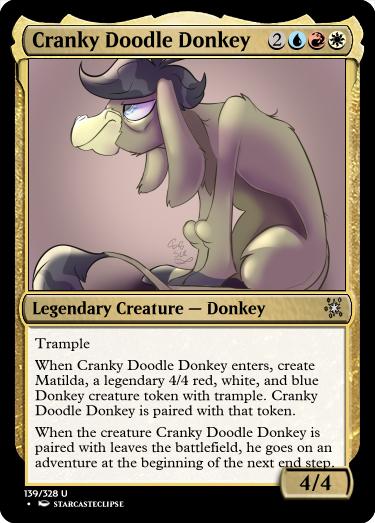 Cranky Doodle Donkey 2
Legendary Creature — Donkey
Trample
When Cranky Doodle Donkey enters, create
Matilda, a legendary 4/4 red, white, and blue
Donkey creature token with trample. Cranky
Doodle Donkey is paired with that token.
When the creature Cranky Doodle Donkey is
paired with leaves the battlefield, he goes on an
adventure at the beginning of the next end step.
4/4
139/328 U
• STARCASTECLIPSE